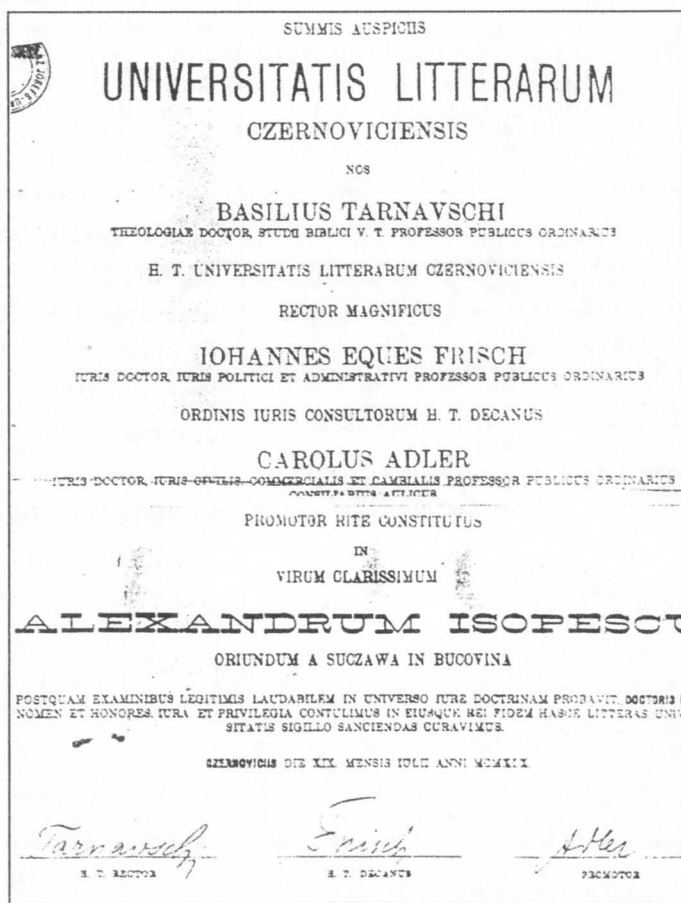 SUMMIS AUSPICIIS
UNIVERSITATIS LITTERARUM
CZERNOVICIENSIS
NOS
BASILIUS TARNAVSCHI
THEOLOGIAE DOCTOR, STUDII BIBLICI V. T. PROFESSOR PUBLICUS ORDINARIUS
H. T. UNIVERSITATIS LITTERARUM CZERNOVICIENSIS
RECTOR MAGNIFICUS
IOHANNES EQUES FRISCH
IURIS DOCTOR, IURIS POLITICI ET ADMINISTRATIVI PROFESSOR PUBLICUS ORDINARIUS
ORDINIS IURIS CONSULTORUM H. T. DECANUS
CAROLUS ADLER
IURIS DOCTOR, IURIS CIVILIS, COMMERCIALIS ET CAMBIALIS PROFESSOR PUBLICUS ORDINARIUS
CONSILIARIUS AULICUS
PROMOTOR RITE CONSTITUTUS
IN
VIRUM CLARISSIMUM
ALEXANDRUM ISOPESCU
ORIUNDUM A SUCZAWA IN BUCOVINA
POSTQUAM EXAMINIBUS LEGITIMIS LAUDABILEM IN UNIVERSO IURE DOCTRINAM PROBAVIT, DOCTORIS
NOMEN ET HONORES, IURA ET PRIVILEGIA CONTULIMUS IN EIUSQUE REI FIDEM HASCE LITTERAS UNIV
SITATIS SIGILLO SANCIENDAS CURAVIMUS.
CZERNOVICIIS DIE XIX. MENSIS IULII ANNI MCMXIX
Tarnavschi Frisch Adler
H. T. RECTOR H. T. DECANUS PROMOTOR